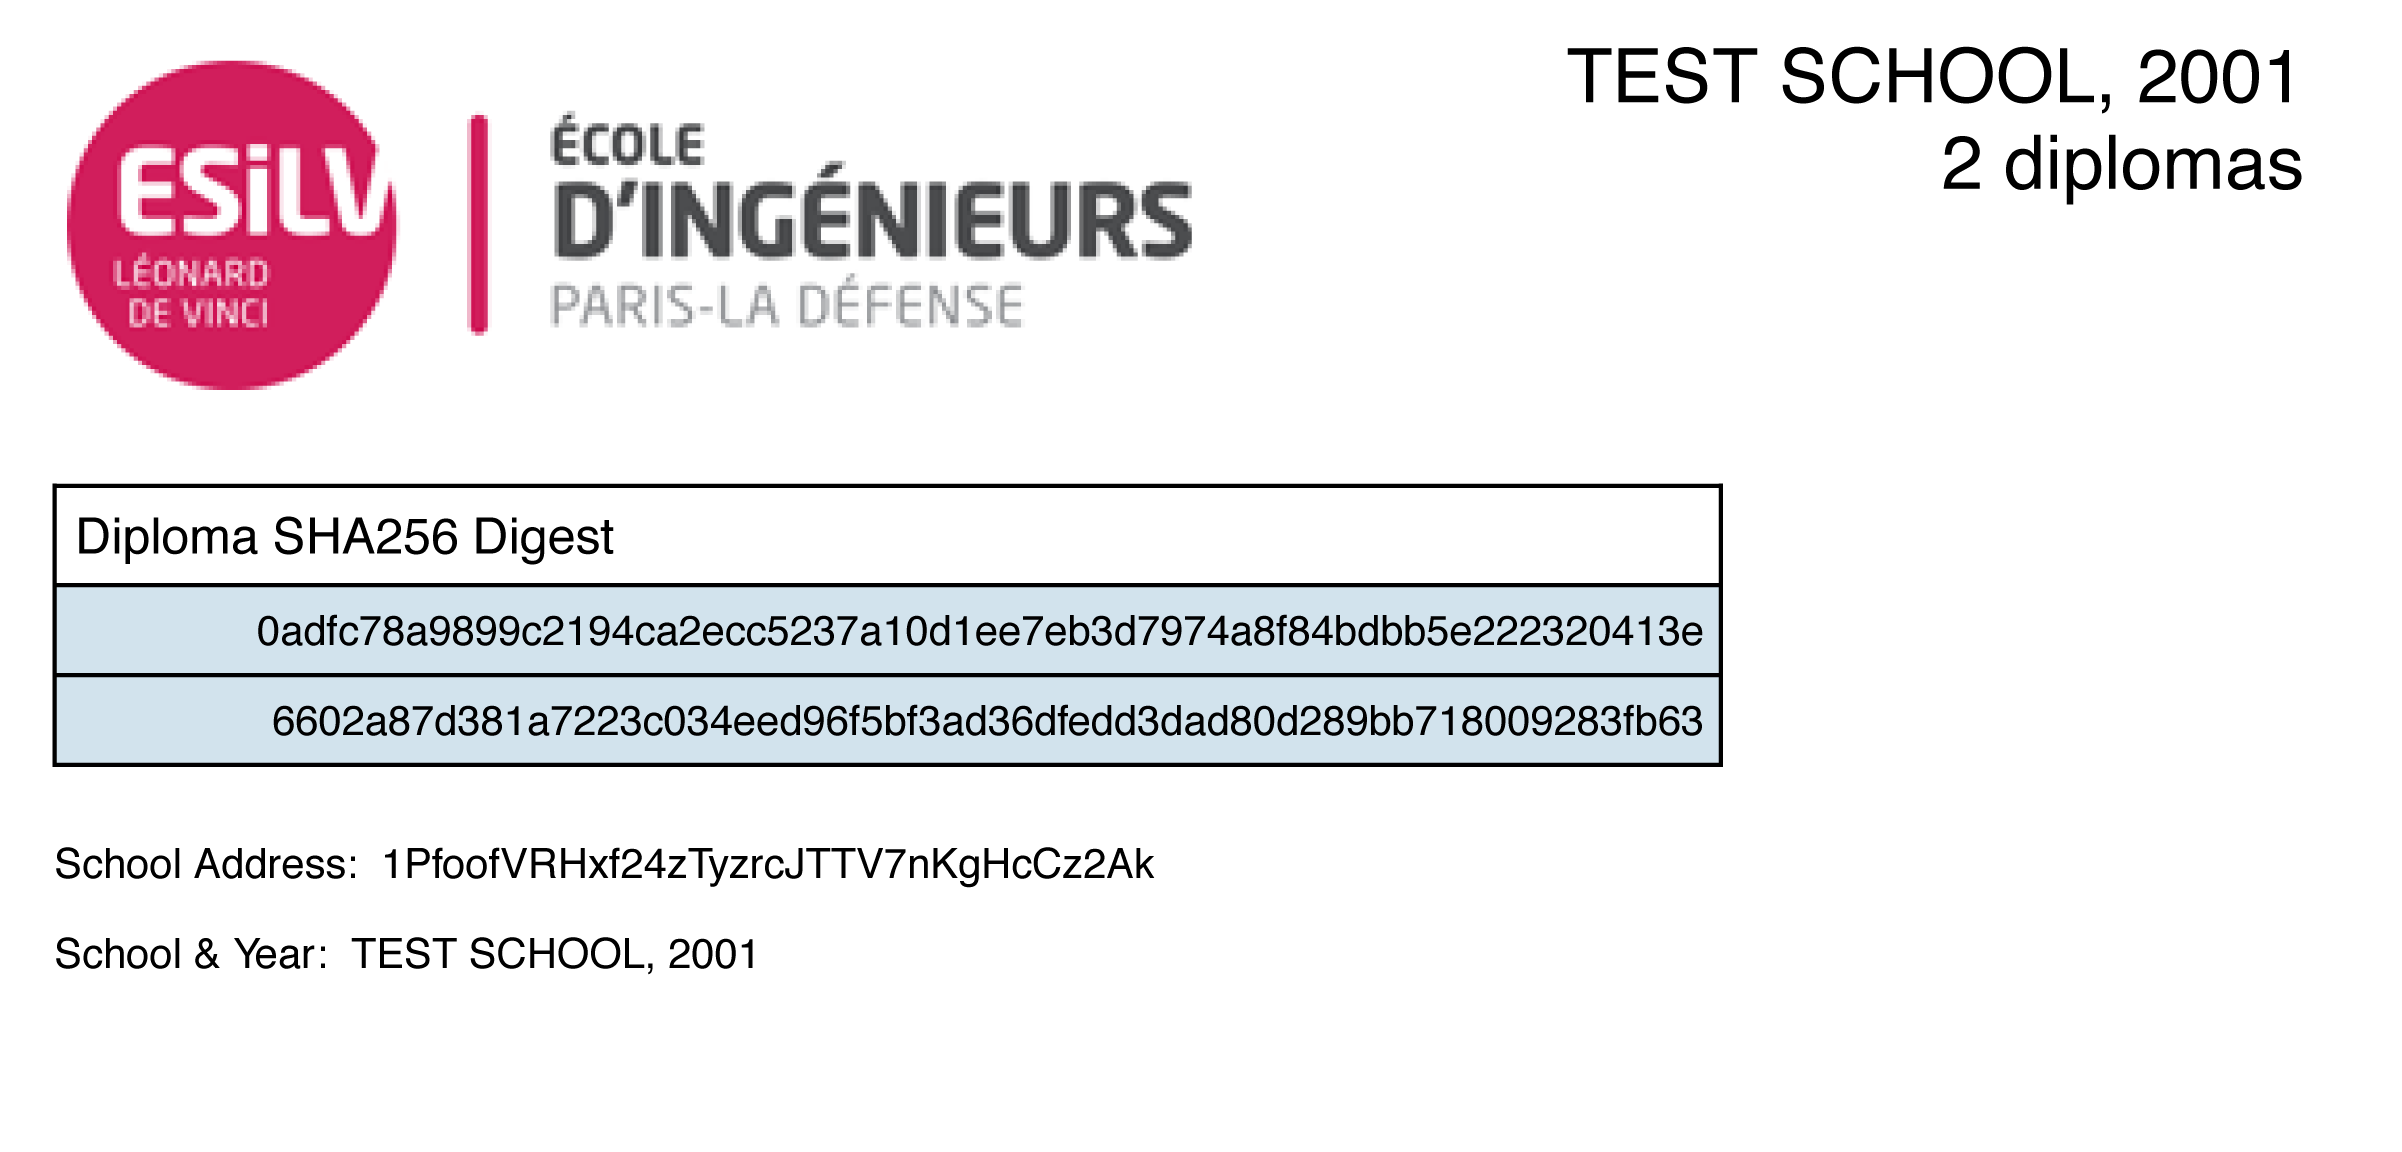 ESiLV
LÉONARD
DE VINCI
ÉCOLE
D'INGÉNIEURS
PARIS-LA DÉFENSE
TEST SCHOOL, 2001
2 diplomas
Diploma SHA256 Digest
0adfc78a9899c2194ca2ecc5237a10d1ee7eb3d7974a8f84bdbb5e222320413e
6602a87d381a7223c034eed96f5bf3ad36dfedd3dad80d289bb718009283fb63
School Address: 1PfoofVRHxf24zTyzrcJTTV7nKgHcCz2Ak
School & Year: TEST SCHOOL, 2001